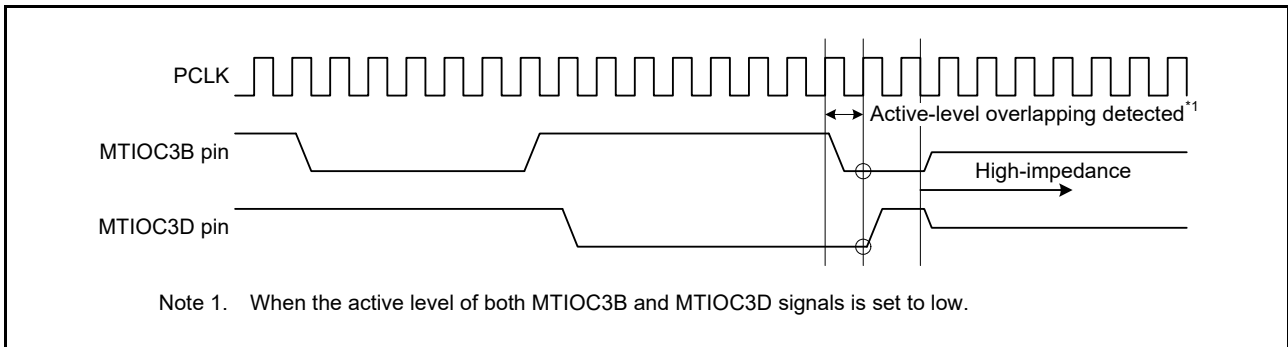 PCLK
Active-level overlapping detected*1
MTIOC3B pin
High-impedance
MTIOC3D pin
Note 1. When the active level of both MTIOC3B and MTIOC3D signals is set to low.